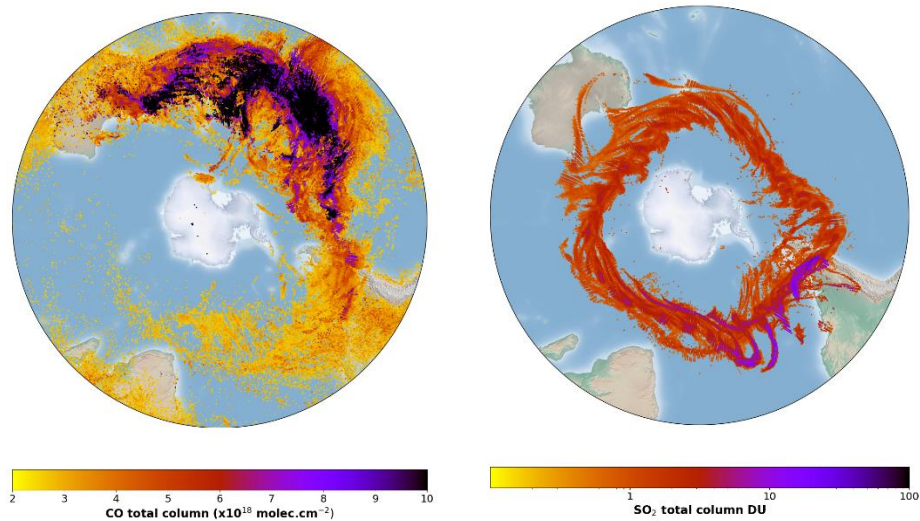 2 3 4 5 6 7 8 9 10
CO total column (x10¹⁸ molec.cm⁻²)
1 10 100
SO₂ total column DU